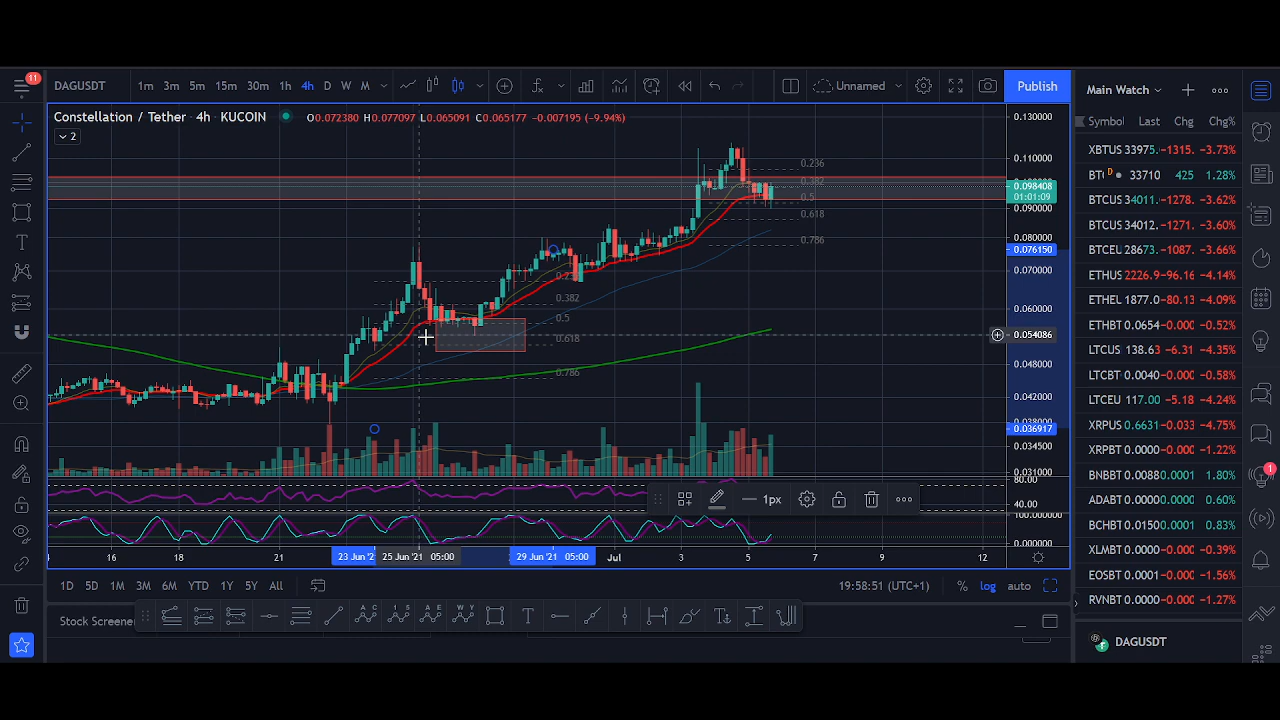 11
DAGUSDT 1m 3m 5m 15m 30m 1h 4h D W M Unnamed Publish
Main Watch
Constellation / Tether 4h KUCOIN O0.072380 H0.077097 L0.065091 C0.065177 -0.007195 (-9.94%)
2
Symbol Last Chg Chg%
XBTUS 33975. -1315. -3.73%
BT D 33710 425 1.28%
BTCUS 34011. -1278. -3.62%
BTCUS 34012. -1271. -3.60%
BTCEL 28673. -1087. -3.66%
ETHUS 2226.9 -96.16 -4.14%
ETHEL 1877.0 -80.13 -4.09%
ETHBT 0.0654 -0.000 -0.52%
LTCUS 138.63 -6.31 -4.35%
LTCBT 0.0040 -0.000 -0.58%
LTCEU 117.00 -5.18 -4.24%
XRPUS 0.6631 -0.033 -4.75%
XRPBT 0.0000 -0.000 -1.22%
BNBBT 0.0088 0.0001 1.80%
ADABT 0.0000 0.0000 0.60%
BCHBT 0.0150 0.0001 0.83%
XLMBT 0.0000 -0.000 -0.39%
EOSBT 0.0001 -0.000 -1.56%
RVNBT 0.0000 -0.000 -1.27%
1
DAGUSDT
0.130000
0.110000
0.098408
01:01:09
0.090000
0.080000
0.076150
0.070000
0.060000
0.054086
0.048000
0.042000
0.036917
0.034500
0.031000
80.00
40.00
100.000000
0.000000
0.236
0.382
0.5
0.618
0.786
0.382
0.5
0.618
0.786
1px
16 18 21 23 Jun '21 25 Jun '21 05:00 29 Jun '21 05:00 Jul 3 5 7 9 12
1D 5D 1M 3M 6M YTD 1Y 5Y All 19:58:51 (UTC+1) % log auto
Stock Screener